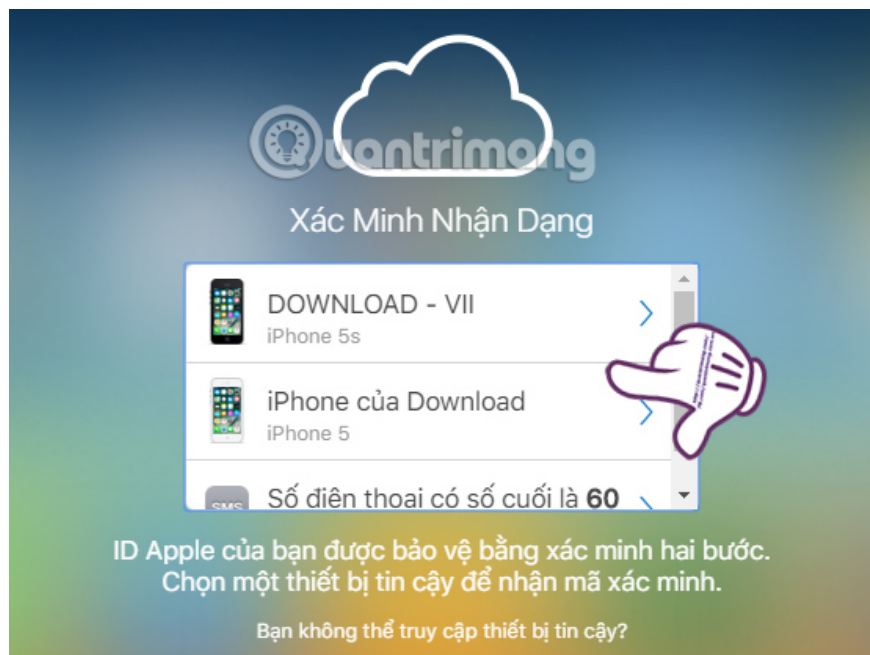 Quantrimang
Xác Minh Nhận Dạng
DOWNLOAD - VII
iPhone 5s
iPhone của Download
iPhone 5
SMS
Số điện thoại có số cuối là 60
ID Apple của bạn được bảo vệ bằng xác minh hai bước.
Chọn một thiết bị tin cậy để nhận mã xác minh.
Bạn không thể truy cập thiết bị tin cậy?